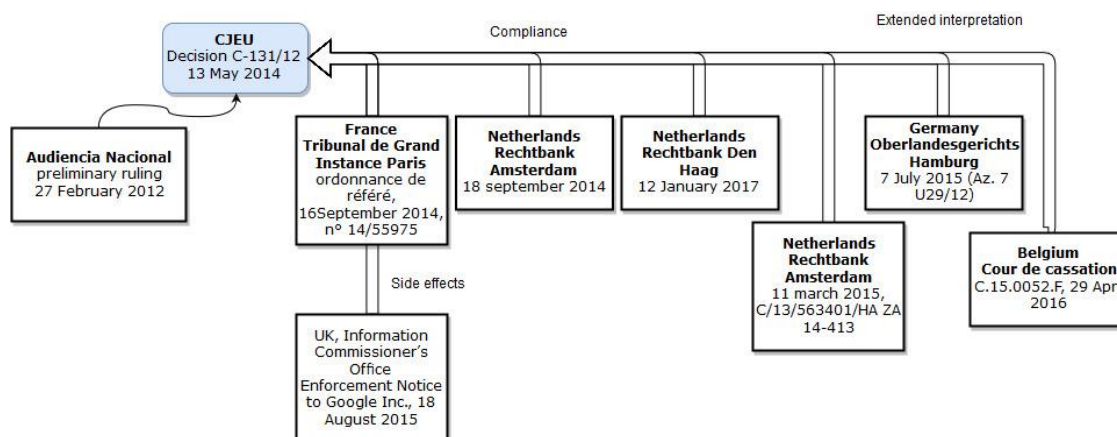 CJEU
Decision C-131/12
13 May 2014
Compliance
Extended interpretation
Audiencia Nacional
preliminary ruling
27 February 2012
France
Tribunal de Grand
Instance Paris
ordonnance de
référé,
16September 2014,
n° 14/55975
Netherlands
Rechtbank
Amsterdam
18 september 2014
Netherlands
Rechtbank Den
Haag
12 January 2017
Germany
Oberlandesgerichts
Hamburg
7 July 2015 (Az. 7
U29/12)
Netherlands
Rechtbank
Amsterdam
11 march 2015,
C/13/563401/HA ZA
14-413
Belgium
Cour de cassation
C.15.0052.F, 29 Apr
2016
Side effects
UK, Information
Commissioner's
Office
Enforcement Notice
to Google Inc., 18
August 2015